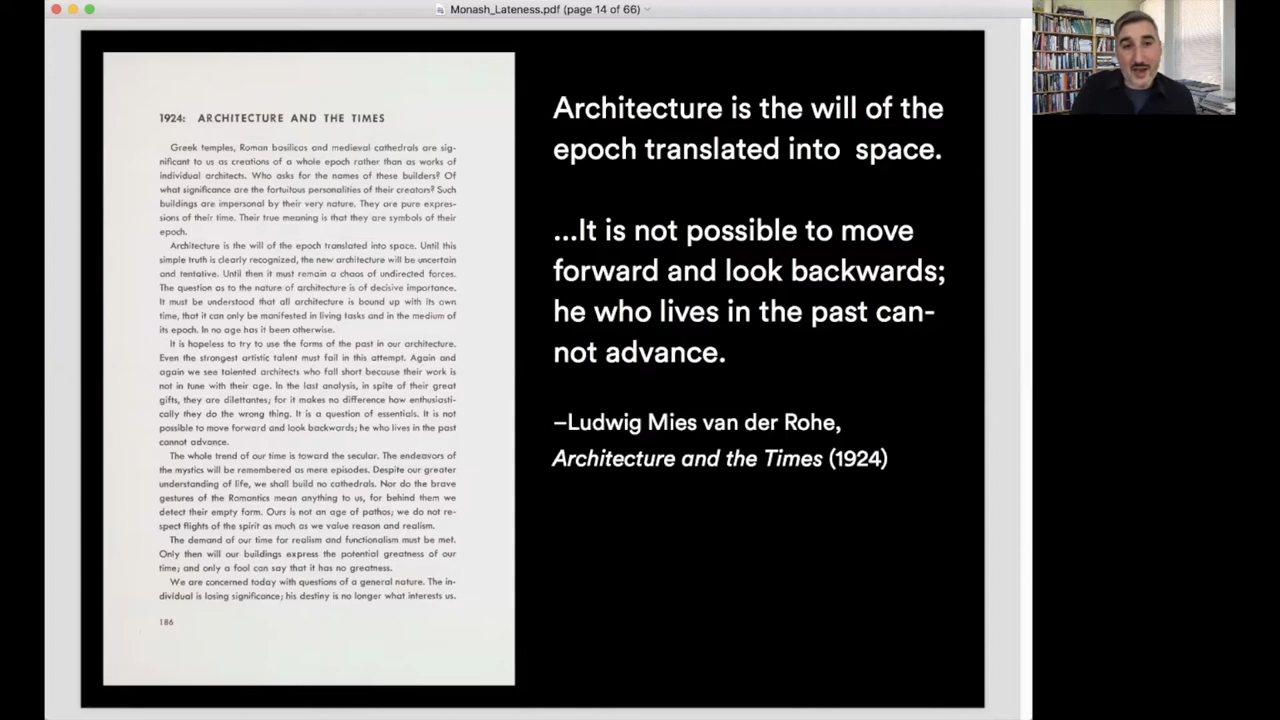 Monash_Lateness.pdf (page 14 of 66)
1924: ARCHITECTURE AND THE TIMES
Greek temples, Roman basilicas and medieval cathedrals are sig-
nificant to us as creations of a whole epoch rather than as works of
individual architects. Who asks for the names of these builders? Of
what significance are the fortuitous personalities of their creators? Such
buildings are impersonal by their very nature. They are pure expres-
sions of their time. Their true meaning is that they are symbols of their
epoch.
Architecture is the will of the epoch translated into space. Until this
simple truth is clearly recognized, the new architecture will be uncertain
and tentative. Until then it must remain a chaos of undirected forces.
The question as to the nature of architecture is of decisive importance.
It must be understood that all architecture is bound up with its own
time, that it can only be manifested in living tasks and in the medium of
its epoch. In no age has it been otherwise.
It is hopeless to try to use the forms of the past in our architecture.
Even the strongest artistic talent must fail in this attempt. Again and
again we see talented architects who fall short because their work is
not in tune with their age. In the last analysis, in spite of their great
gifts, they are dilettantes; for it makes no difference how enthusiasti-
cally they do the wrong thing. It is a question of essentials. It is not
possible to move forward and look backwards; he who lives in the past
cannot advance.
The whole trend of our time is toward the secular. The endeavors of
the mystics will be remembered as mere episodes. Despite our greater
understanding of life, we shall build no cathedrals. Nor do the brave
gestures of the Romantics mean anything to us, for behind them we
detect their empty form. Ours is not an age of pathos; we do not re-
spect flights of the spirit as much as we value reason and realism.
The demand of our time for realism and functionalism must be met.
Only then will our buildings express the potential greatness of our
time; and only a fool can say that it has no greatness.
We are concerned today with questions of a general nature. The in-
dividual is losing significance; his destiny is no longer what interests us.
186
Architecture is the will of the
epoch translated into space.
...It is not possible to move
forward and look backwards;
he who lives in the past can-
not advance.
–Ludwig Mies van der Rohe,
Architecture and the Times (1924)